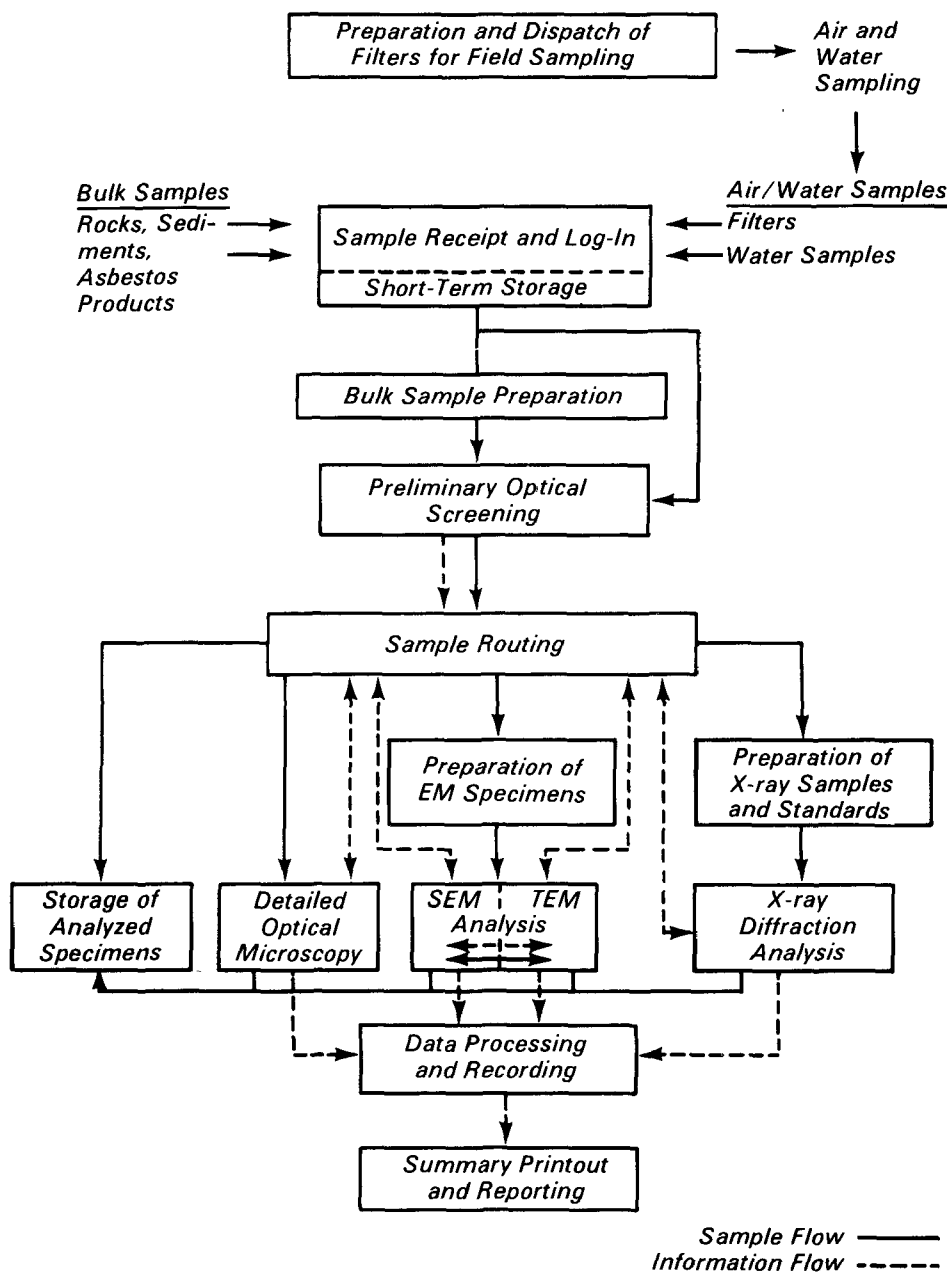 Preparation and Dispatch of
Filters for Field Sampling
Air and
Water
Sampling
Bulk Samples
Rocks, Sedi-
ments,
Asbestos
Products
Air/Water Samples
Filters
Water Samples
Sample Receipt and Log-In
Short-Term Storage
Bulk Sample Preparation
Preliminary Optical
Screening
Sample Routing
Preparation of
EM Specimens
Preparation of
X-ray Samples
and Standards
Storage of
Analyzed
Specimens
Detailed
Optical
Microscopy
SEM TEM
Analysis
X-ray
Diffraction
Analysis
Data Processing
and Recording
Summary Printout
and Reporting
Sample Flow
Information Flow